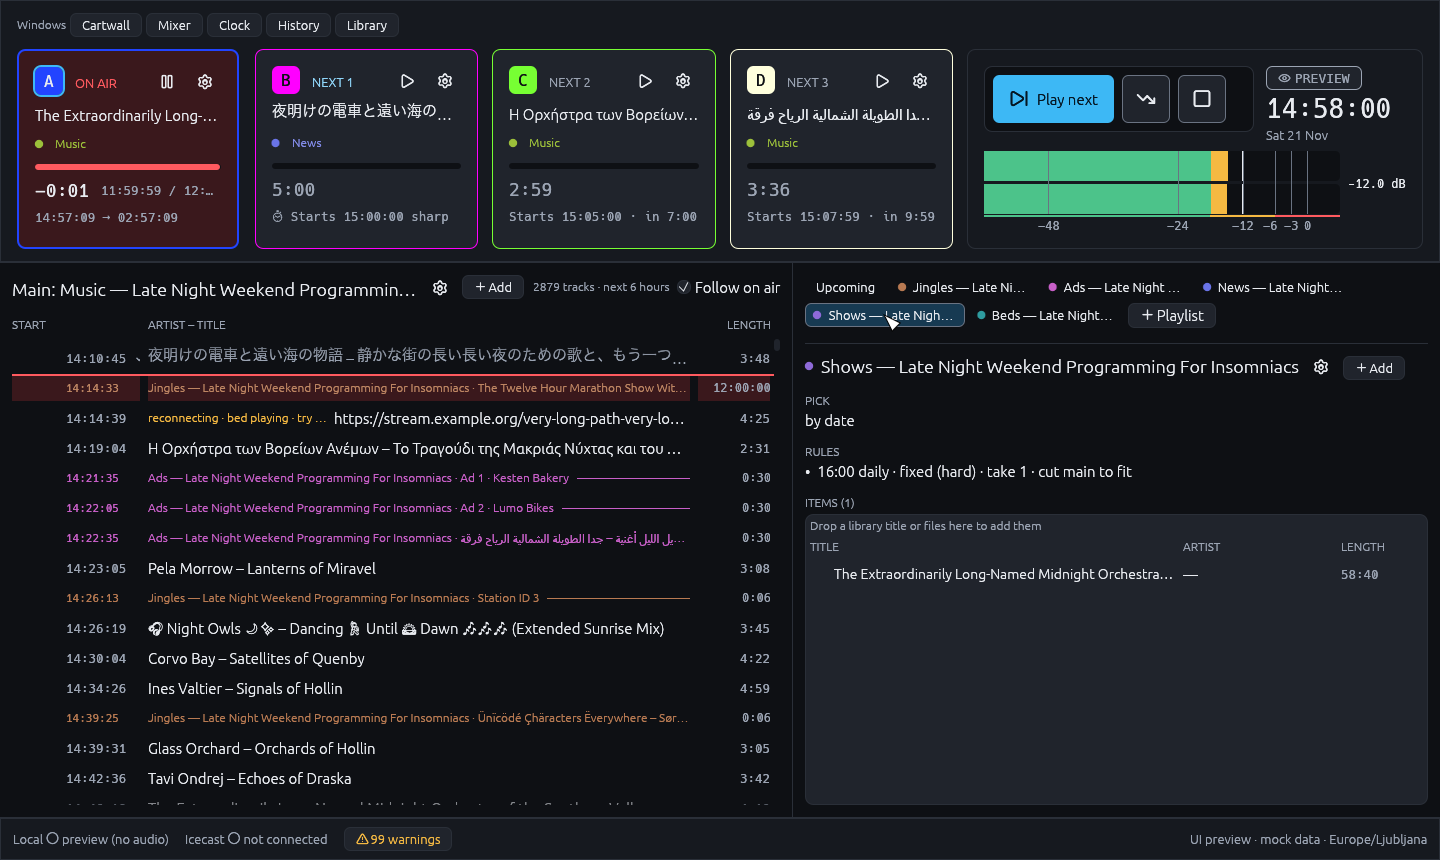 Windows Cartwall Mixer Clock History Library
A ON AIR
The Extraordinarily Long-…
Music
−0:01 11:59:59 / 12:…
14:57:09 → 02:57:09
B NEXT 1
夜明けの電車と遠い海の…
News
5:00
Starts 15:00:00 sharp
C NEXT 2
Η Ορχήστρα των Βορείων…
Music
2:59
Starts 15:05:00 · in 7:00
D NEXT 3
جدا الطويلة الشمالية الرياح فرقة…
Music
3:36
Starts 15:07:59 · in 9:59
Play next
PREVIEW
14:58:00
Sat 21 Nov
-12.0 dB
−48 −24 −12 −6 −3 0
Main: Music — Late Night Weekend Programmin…
+ Add
2879 tracks · next 6 hours
Follow on air
START ARTIST – TITLE LENGTH
14:10:45 夜明けの電車と遠い海の物語 – 静かな街の長い長い夜のための歌と、もう一つ… 3:48
14:14:33 Jingles — Late Night Weekend Programming For Insomniacs · The Twelve Hour Marathon Show Wit… 12:00:00
14:14:39 reconnecting · bed playing · try … https://stream.example.org/very-long-path-very-lo… 4:25
14:19:04 Η Ορχήστρα των Βορείων Ανέμων – Το Τραγούδι της Μακριάς Νύχτας και του … 2:31
14:21:35 Ads — Late Night Weekend Programming For Insomniacs · Ad 1 · Kesten Bakery 0:30
14:22:05 Ads — Late Night Weekend Programming For Insomniacs · Ad 2 · Lumo Bikes 0:30
14:22:35 Ads — Late Night Weekend Programming For Insomniacs · يل الليل أغنية – جدا الطويلة الشمالية الرياح فرقة… 0:30
14:23:05 Pela Morrow – Lanterns of Miravel 3:08
14:26:13 Jingles — Late Night Weekend Programming For Insomniacs · Station ID 3 0:06
14:26:19 🎧 Night Owls 🌙✨ – Dancing 💃 Until 🌅 Dawn 🎶🎶🎶 (Extended Sunrise Mix) 3:45
14:30:04 Corvo Bay – Satellites of Quenby 4:22
14:34:26 Ines Valtier – Signals of Hollin 4:59
14:39:25 Jingles — Late Night Weekend Programming For Insomniacs · Ünïcödé Çhäracters Ëverywhere – Sør… 0:06
14:39:31 Glass Orchard – Orchards of Hollin 3:05
14:42:36 Tavi Ondrej – Echoes of Draska 3:42
Upcoming Jingles — Late Ni… Ads — Late Night … News — Late Night…
Shows — Late Nigh… Beds — Late Night… + Playlist
Shows — Late Night Weekend Programming For Insomniacs
+ Add
PICK
by date
RULES
• 16:00 daily · fixed (hard) · take 1 · cut main to fit
ITEMS (1)
Drop a library title or files here to add them
TITLE ARTIST LENGTH
The Extraordinarily Long-Named Midnight Orchestra… — 58:40
Local preview (no audio) Icecast not connected 99 warnings
UI preview · mock data · Europe/Ljubljana